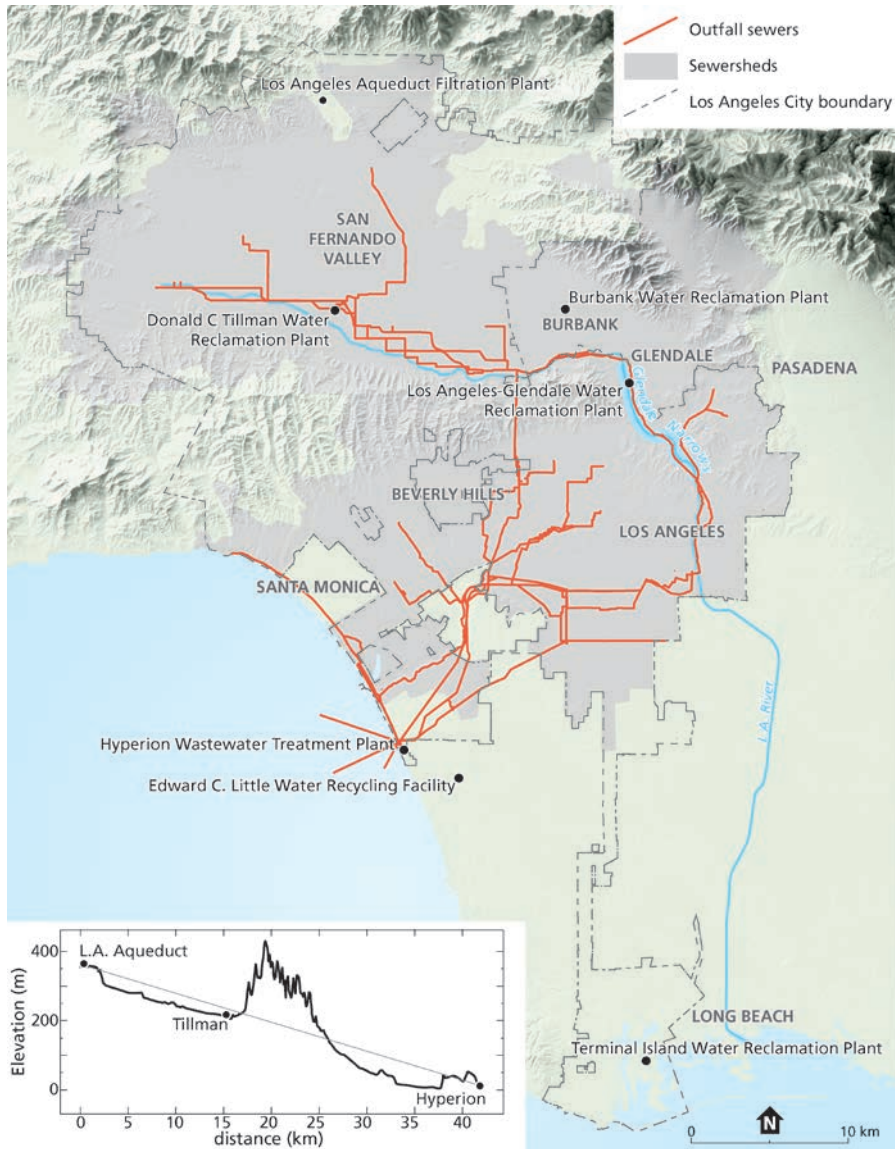 Outfall sewers
Sewersheds
Los Angeles City boundary
Los Angeles Aqueduct Filtration Plant
SAN
FERNANDO
VALLEY
Burbank Water Reclamation Plant
BURBANK
Donald C Tillman Water
Reclamation Plant
GLENDALE
PASADENA
Los Angeles-Glendale Water
Reclamation Plant
Glendale
Narrows
BEVERLY HILLS
LOS ANGELES
SANTA MONICA
L.A. River
Hyperion Wastewater Treatment Plant
Edward C. Little Water Recycling Facility
LONG BEACH
Terminal Island Water Reclamation Plant
N
0 10 km
Elevation (m)
400
200
0
L.A. Aqueduct
Tillman
Hyperion
0 5 10 15 20 25 30 35 40
distance (km)